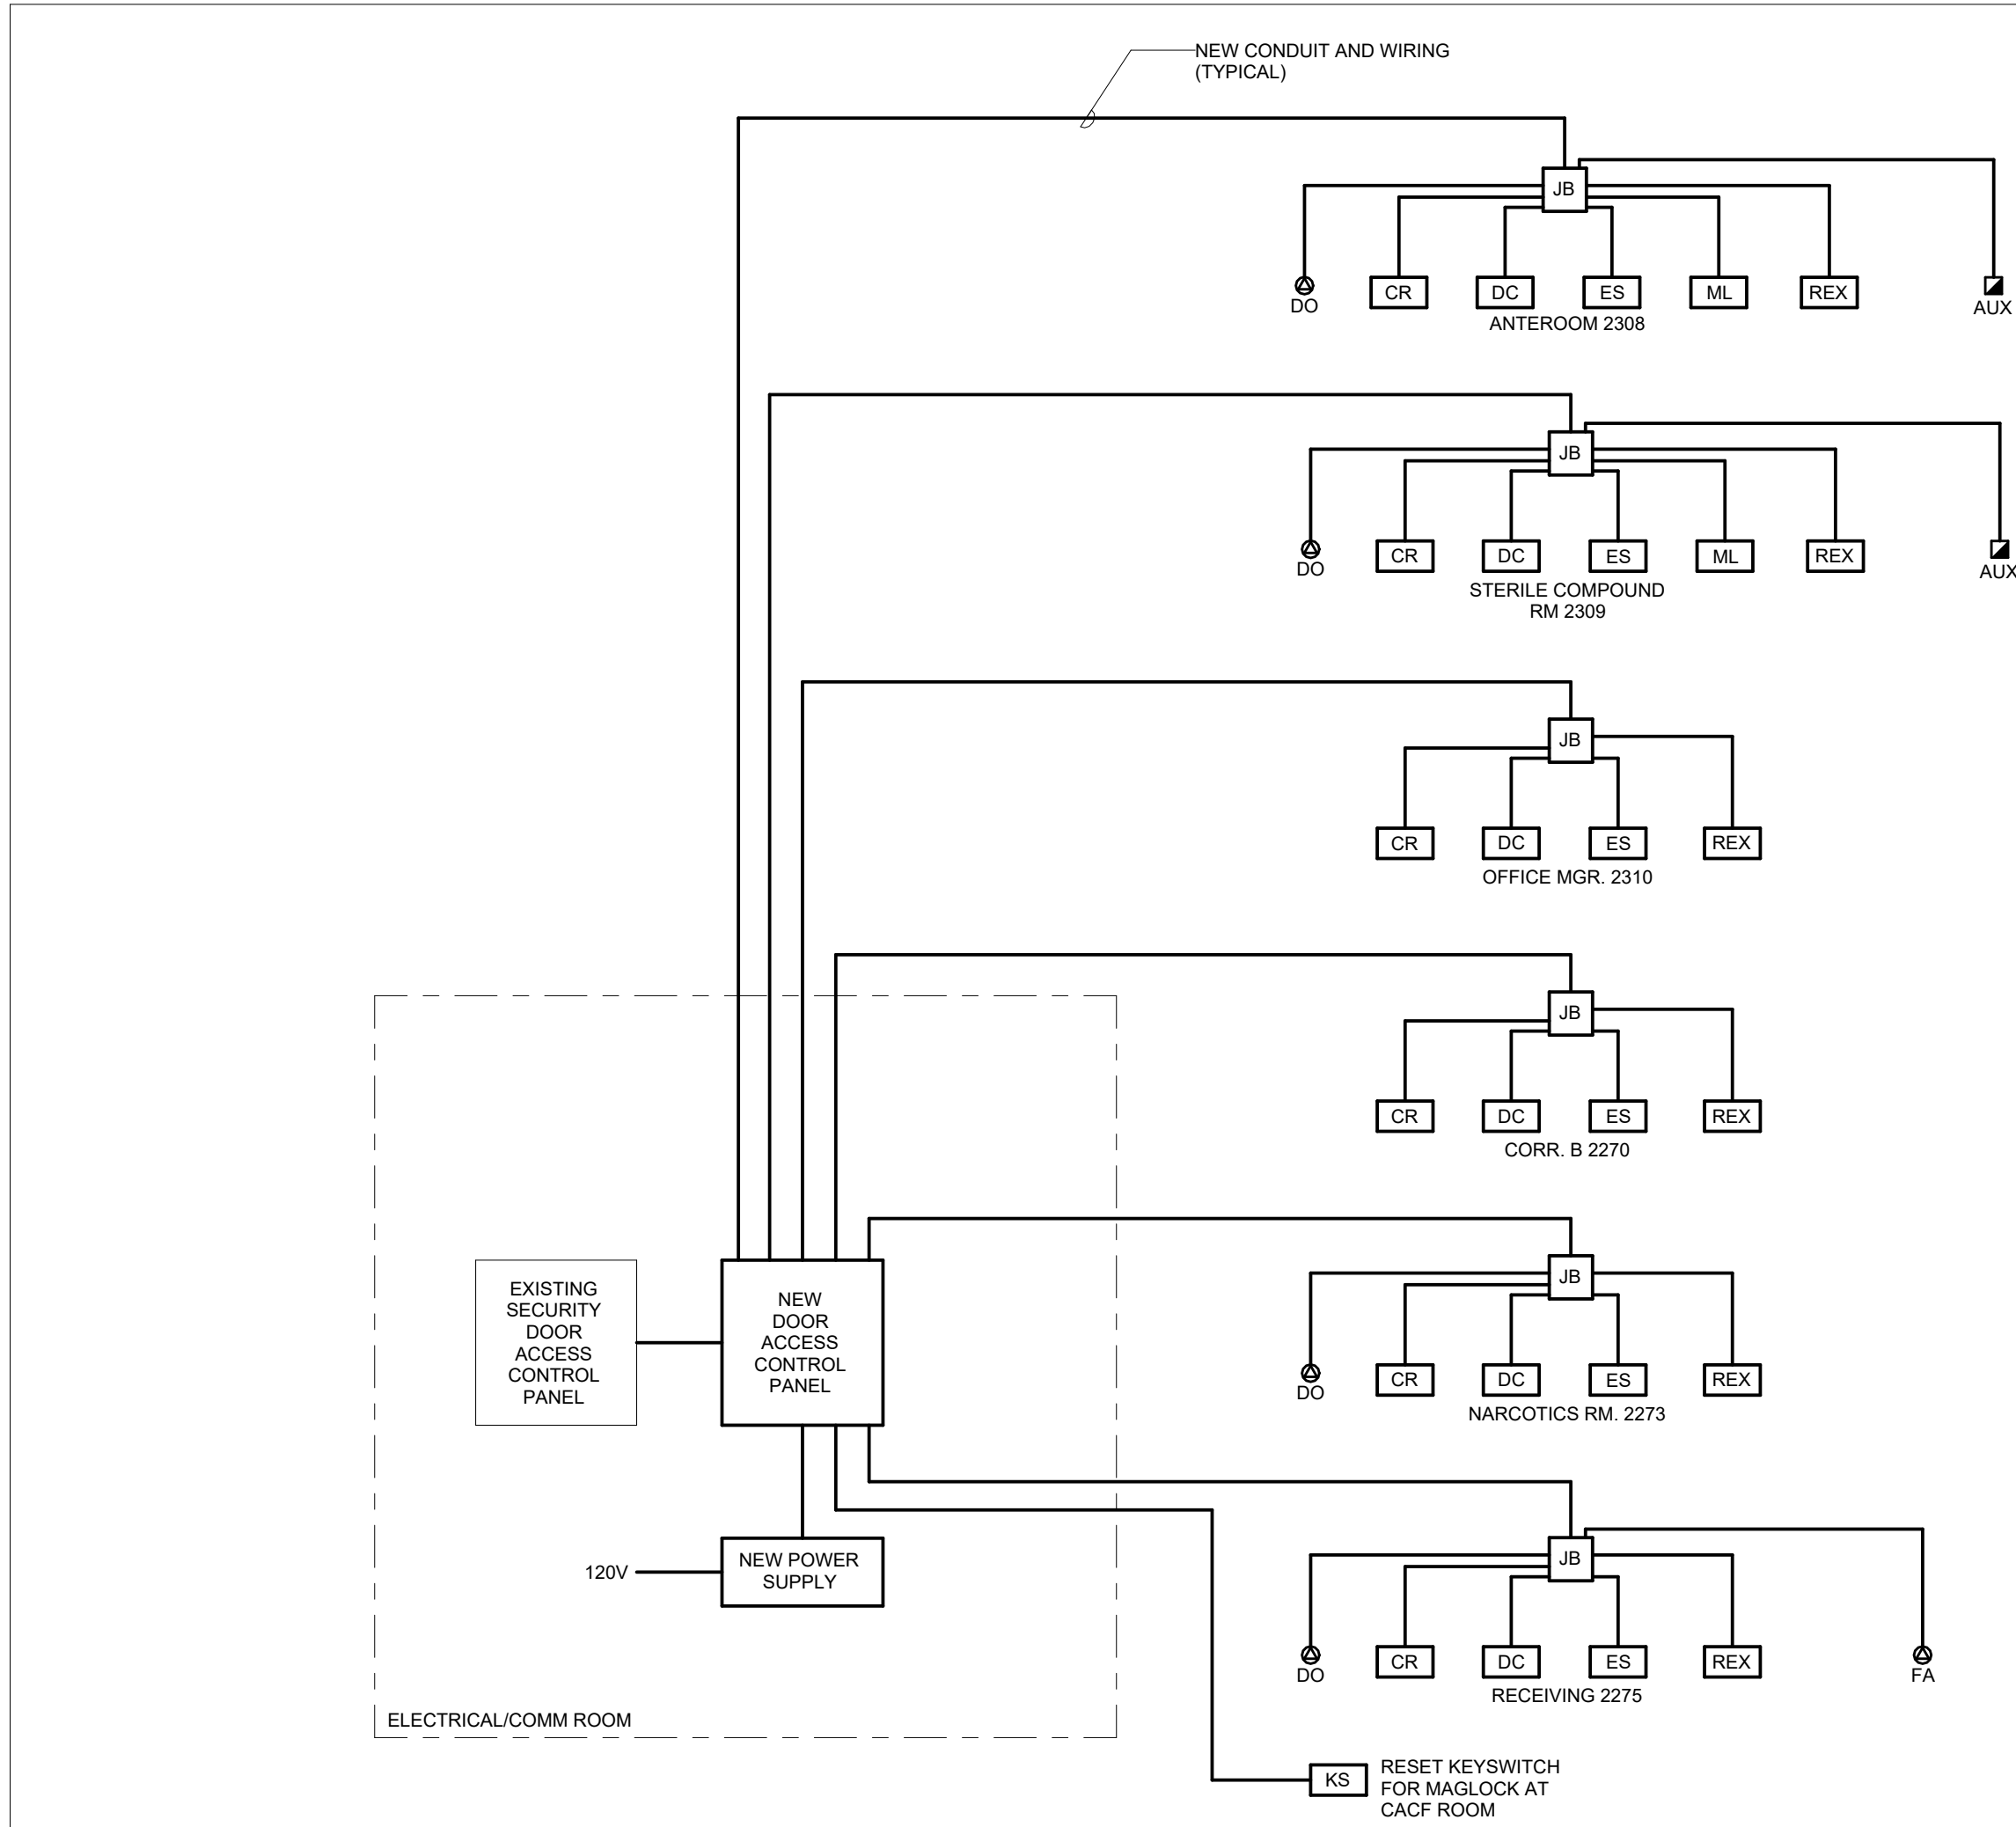 NEW CONDUIT AND WIRING
(TYPICAL)
JB
DO
CR
DC
ES
ML
REX
AUX
ANTEROOM 2308
JB
DO
CR
DC
ES
ML
REX
AUX
STERILE COMPOUND
RM 2309
JB
CR
DC
ES
REX
OFFICE MGR. 2310
JB
CR
DC
ES
REX
CORR. B 2270
JB
DO
CR
DC
ES
REX
NARCOTICS RM. 2273
EXISTING
SECURITY
DOOR
ACCESS
CONTROL
PANEL
NEW
DOOR
ACCESS
CONTROL
PANEL
120V
NEW POWER
SUPPLY
JB
DO
CR
DC
ES
REX
FA
RECEIVING 2275
ELECTRICAL/COMM ROOM
KS
RESET KEYSWITCH
FOR MAGLOCK AT
CACF ROOM